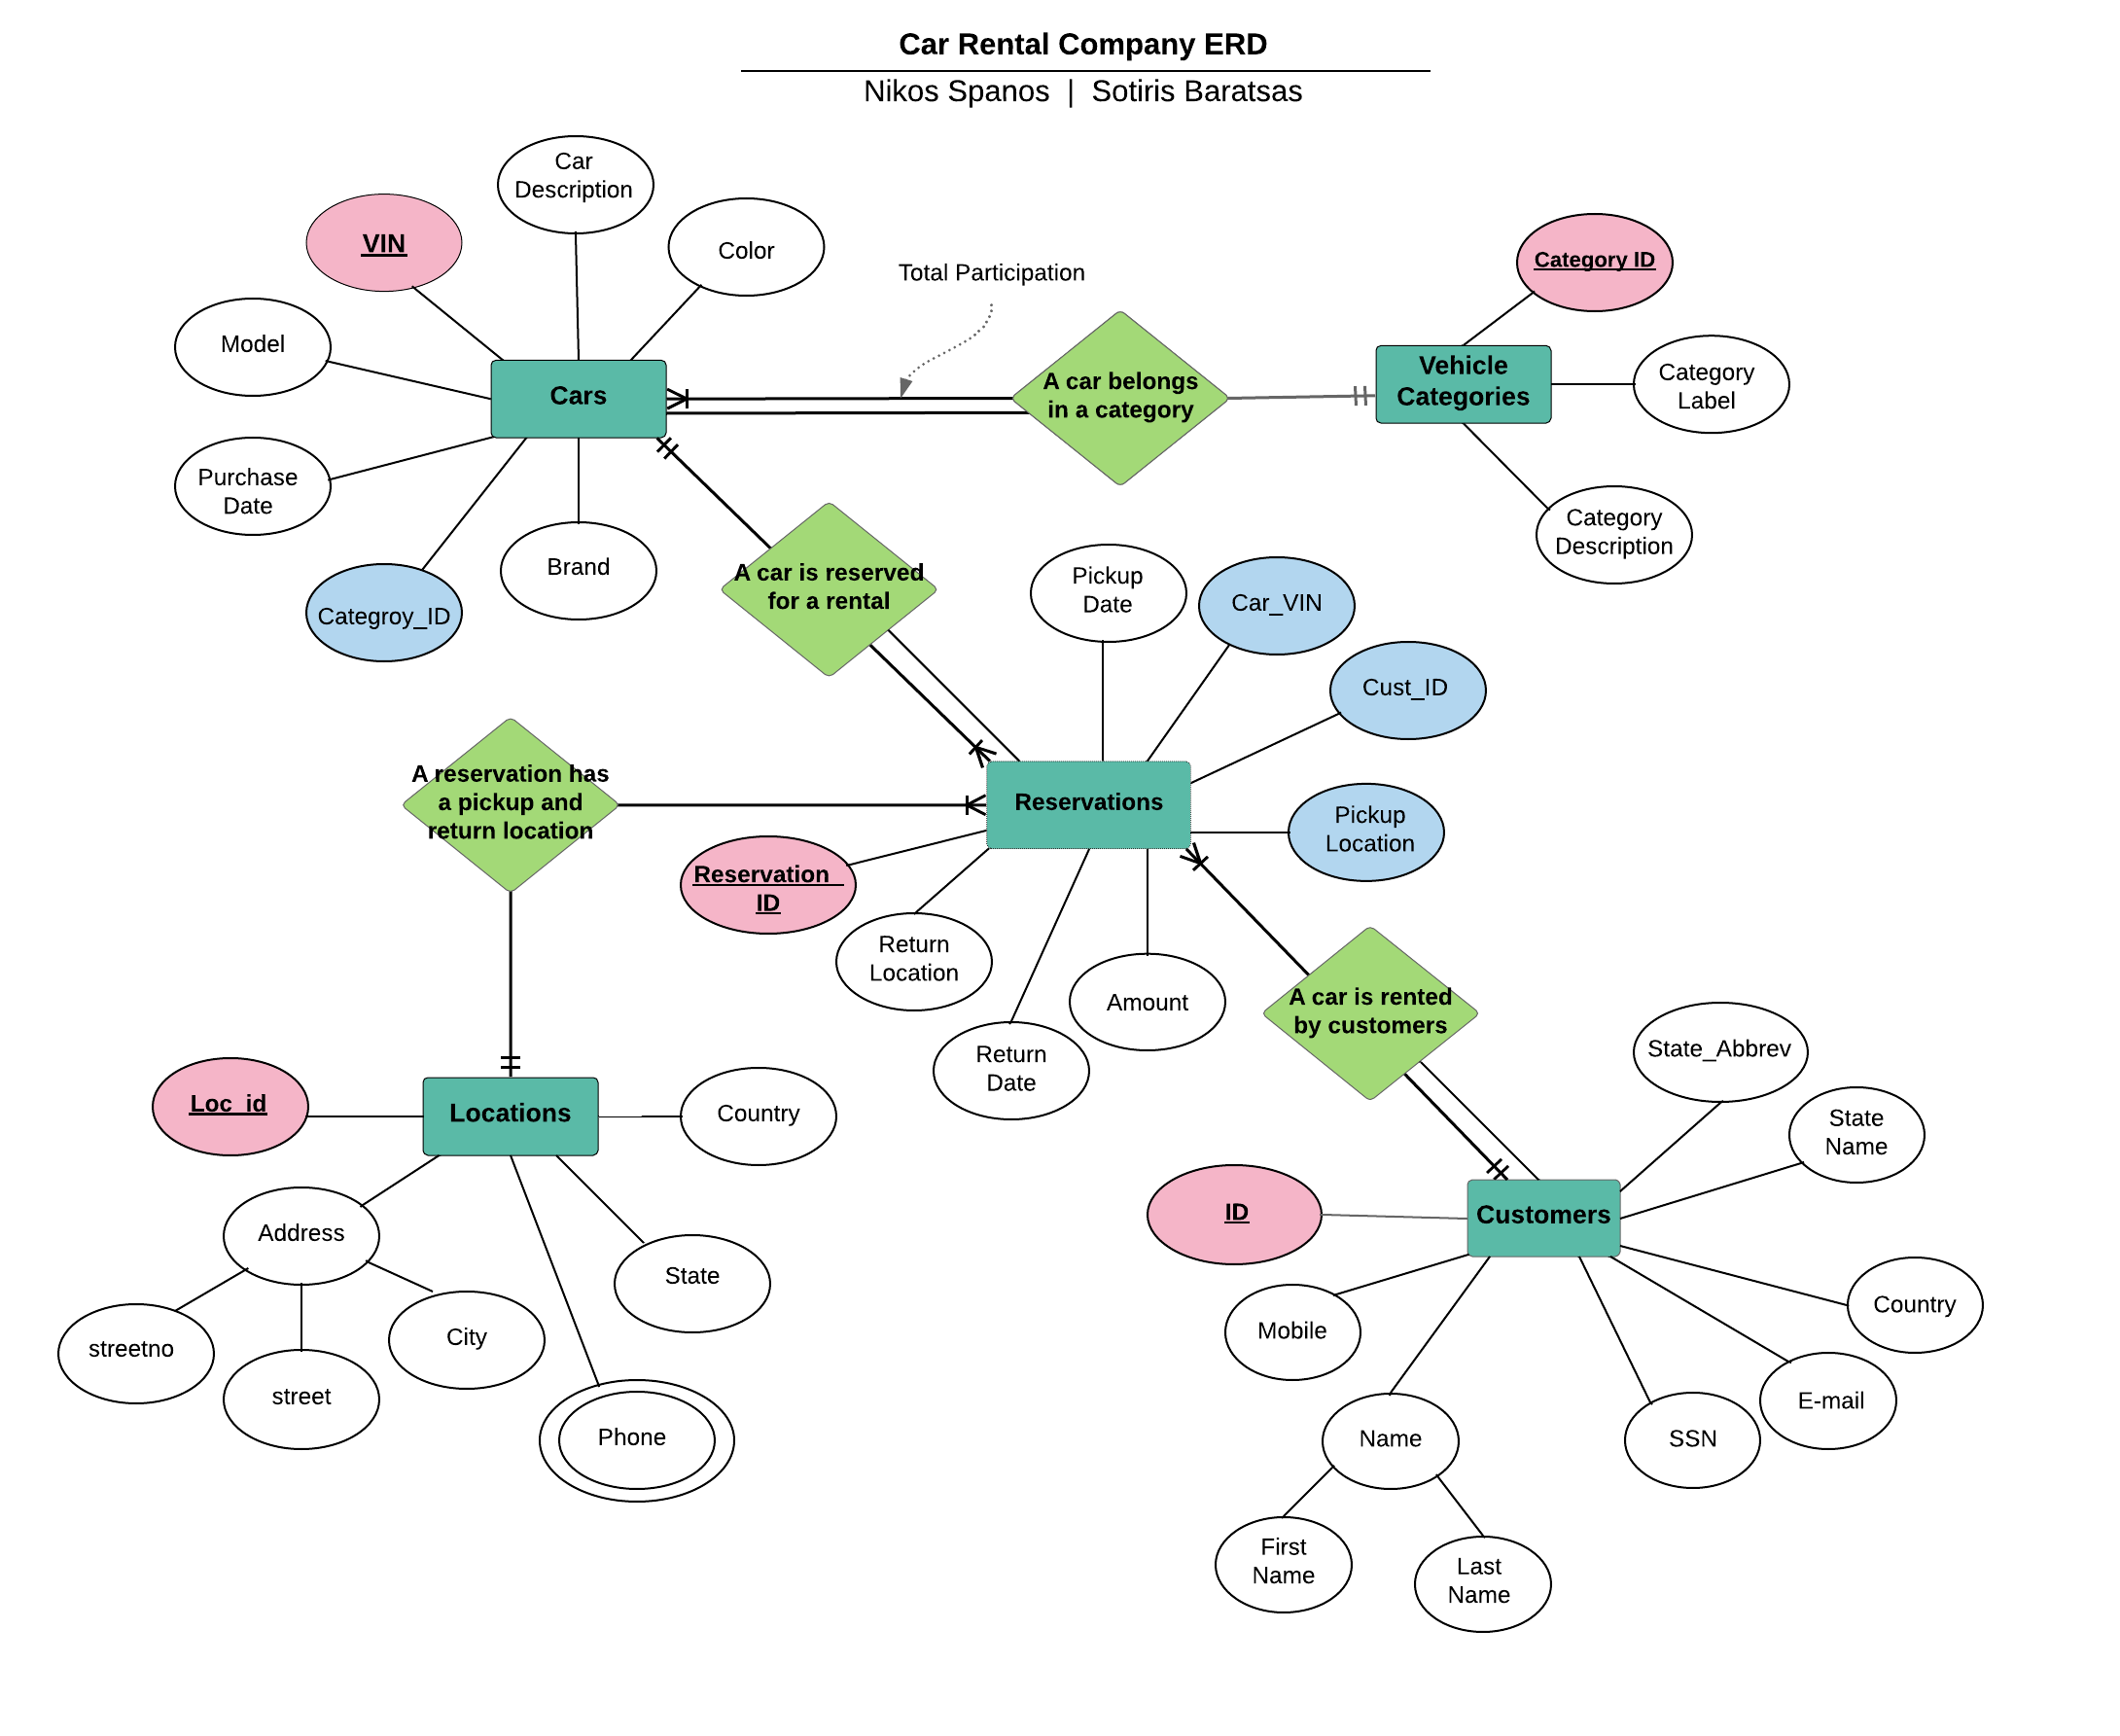 Car Rental Company ERD
Nikos Spanos | Sotiris Baratsas
Car
Description
VIN
Color
Category ID
Total Participation
Model
Vehicle
Categories
Category
Label
Cars
A car belongs
in a category
Purchase
Date
Category
Description
Brand
Categroy_ID
A car is reserved
for a rental
Pickup
Date
Car_VIN
Cust_ID
A reservation has
a pickup and
return location
Reservations
Pickup
Location
Reservation_
ID
Return
Location
Amount
A car is rented
by customers
Return
Date
State_Abbrev
Loc_id
Locations
Country
State
Name
ID
Customers
Address
State
Country
Mobile
streetno
street
City
Phone
Name
SSN
E-mail
First
Name
Last
Name